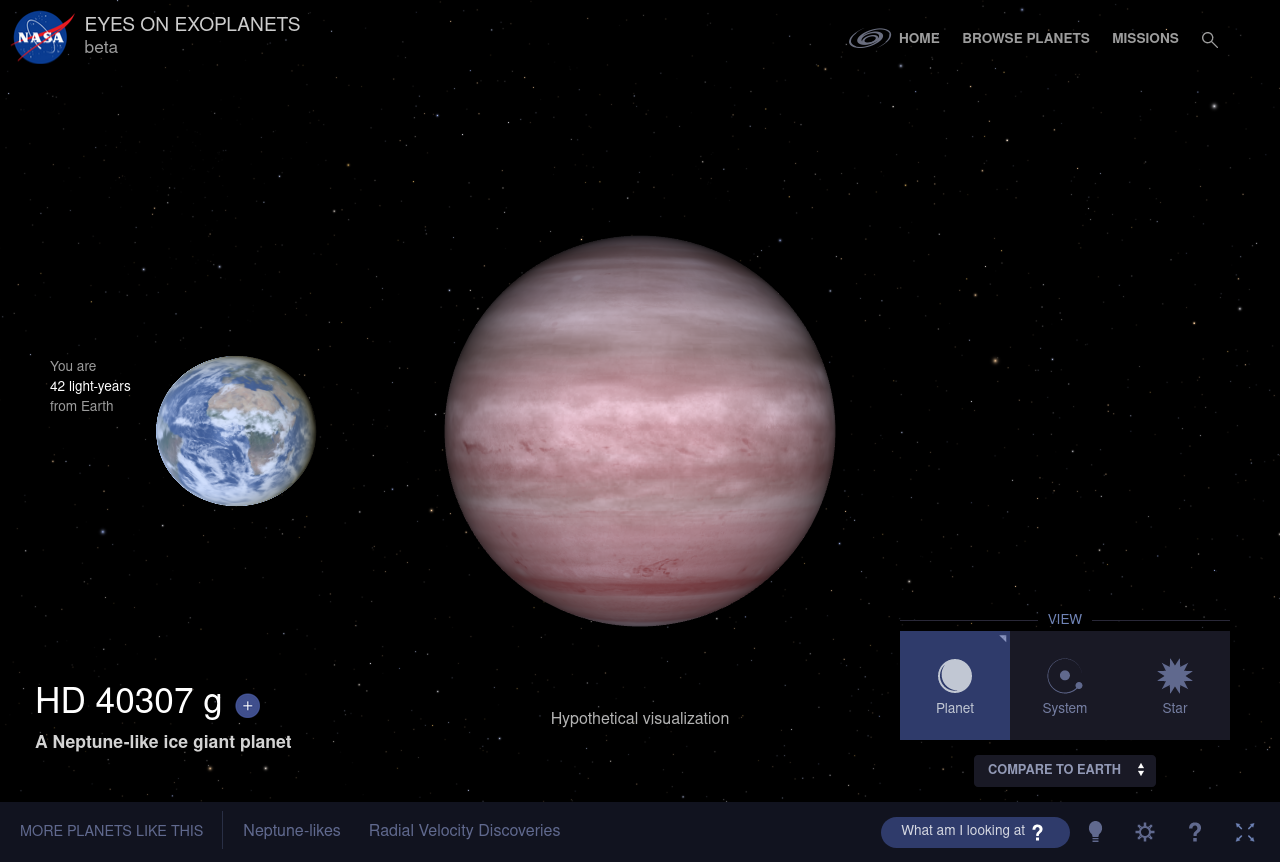 NASA
EYES ON EXOPLANETS
beta
HOME BROWSE PLANETS MISSIONS
You are
42 light-years
from Earth
HD 40307 g +
A Neptune-like ice giant planet
Hypothetical visualization
VIEW
Planet System Star
COMPARE TO EARTH
MORE PLANETS LIKE THIS Neptune-likes Radial Velocity Discoveries What am I looking at ? ?